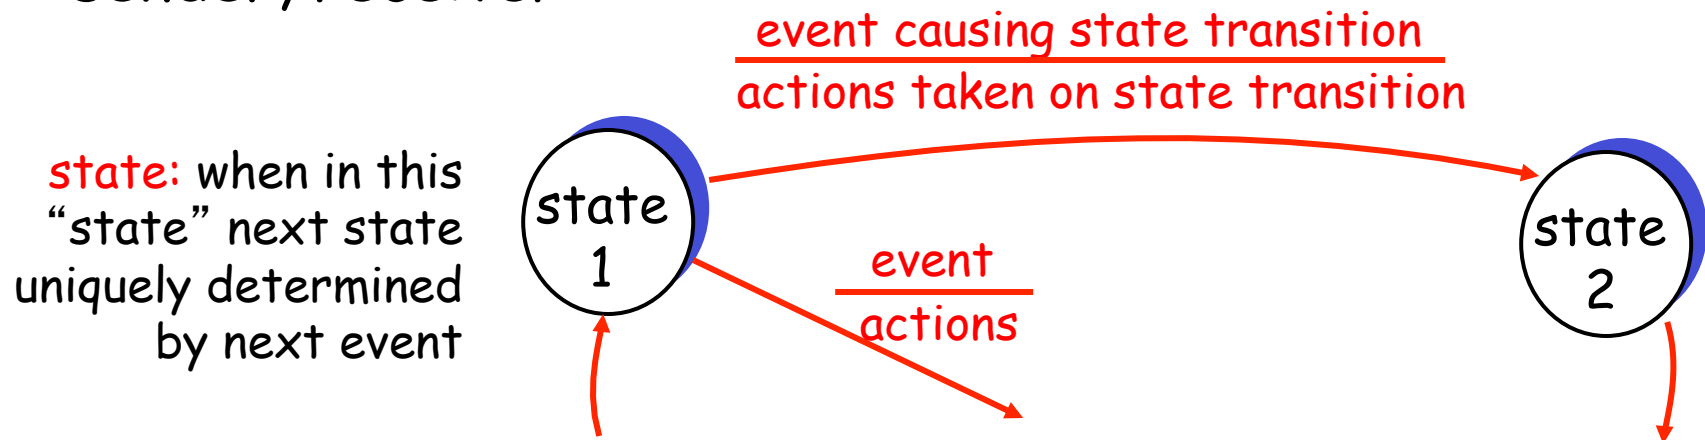 event causing state transition
actions taken on state transition
state: when in this
“state” next state
uniquely determined
by next event
state
1
event
actions
state
2